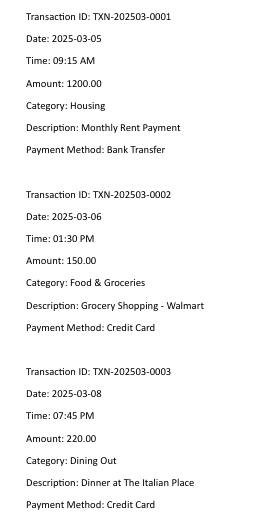 Transaction ID: TXN-202503-0001
Date: 2025-03-05
Time: 09:15 AM
Amount: 1200.00
Category: Housing
Description: Monthly Rent Payment
Payment Method: Bank Transfer
Transaction ID: TXN-202503-0002
Date: 2025-03-06
Time: 01:30 PM
Amount: 150.00
Category: Food & Groceries
Description: Grocery Shopping - Walmart
Payment Method: Credit Card
Transaction ID: TXN-202503-0003
Date: 2025-03-08
Time: 07:45 PM
Amount: 220.00
Category: Dining Out
Description: Dinner at The Italian Place
Payment Method: Credit Card